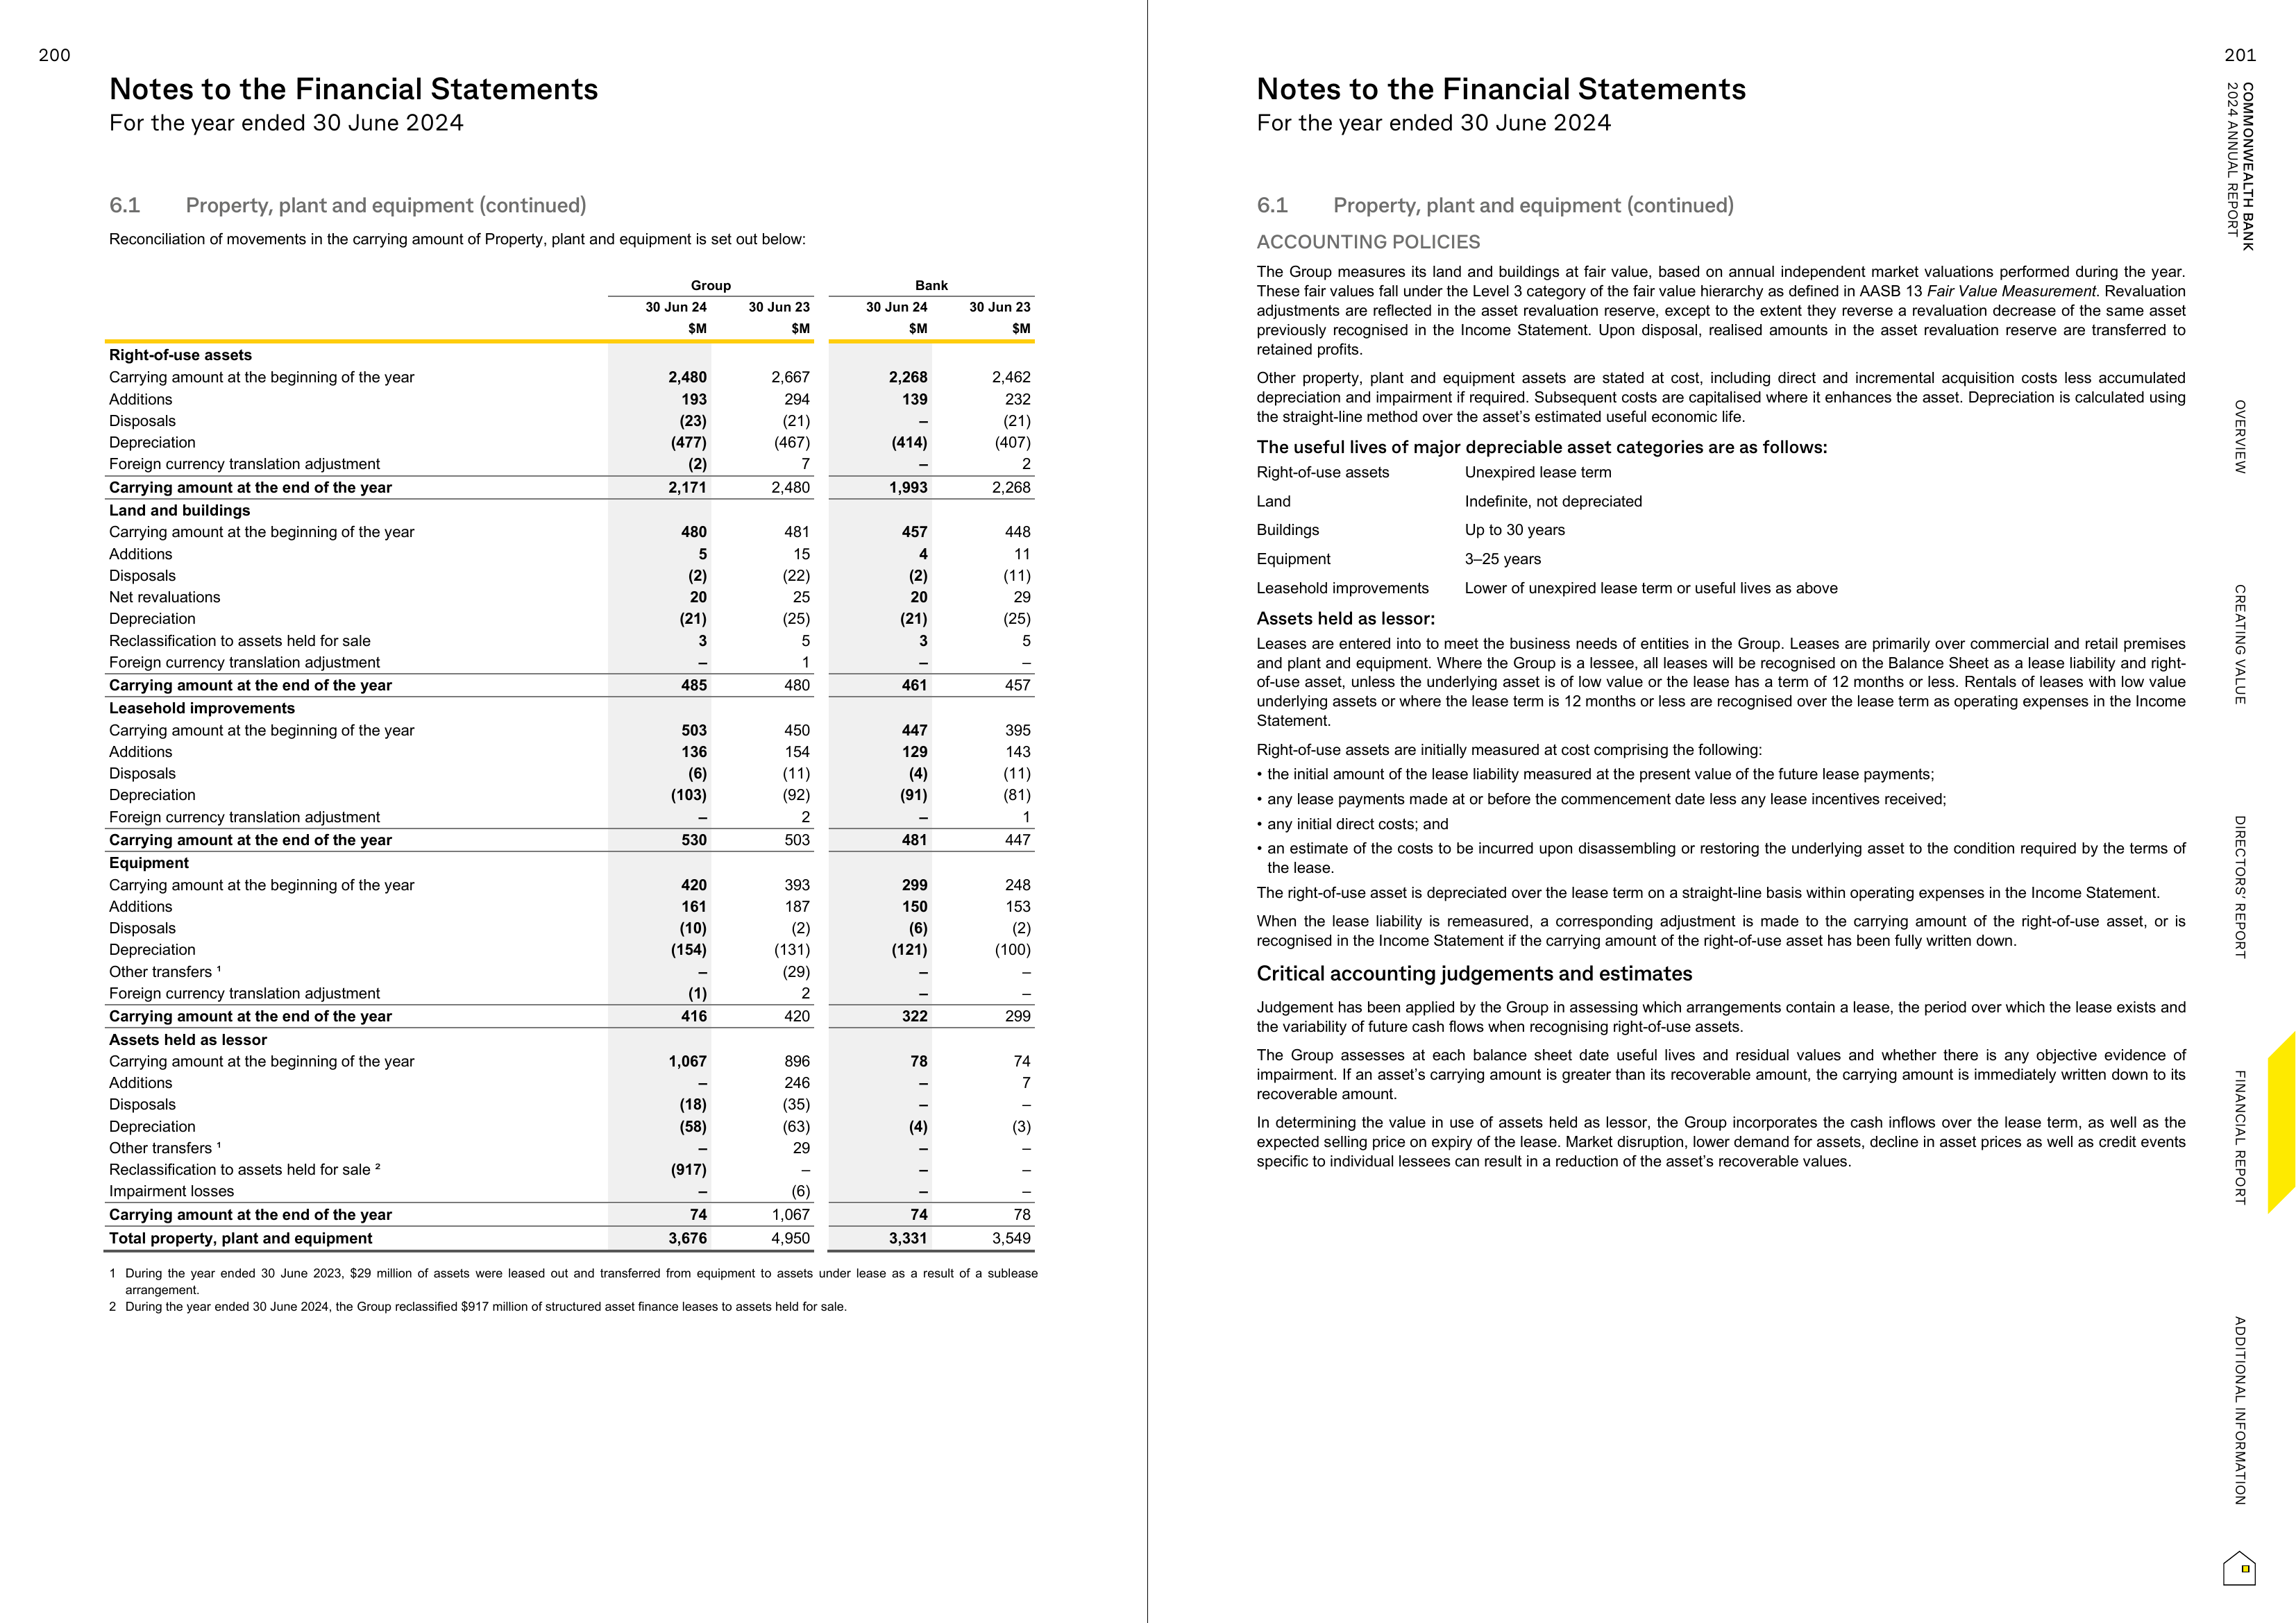 200
Notes to the Financial Statements
For the year ended 30 June 2024
6.1 Property, plant and equipment (continued)
Reconciliation of movements in the carrying amount of Property, plant and equipment is set out below:
Group Bank
30 Jun 24 30 Jun 23 30 Jun 24 30 Jun 23
$M $M $M $M
Right-of-use assets
Carrying amount at the beginning of the year 2,480 2,667 2,268 2,462
Additions 193 294 139 232
Disposals (23) (21) – (21)
Depreciation (477) (467) (414) (407)
Foreign currency translation adjustment (2) 7 – 2
Carrying amount at the end of the year 2,171 2,480 1,993 2,268
Land and buildings
Carrying amount at the beginning of the year 480 481 457 448
Additions 5 15 4 11
Disposals (2) (22) (2) (11)
Net revaluations 20 25 20 29
Depreciation (21) (25) (21) (25)
Reclassification to assets held for sale 3 5 3 5
Foreign currency translation adjustment – 1 – –
Carrying amount at the end of the year 485 480 461 457
Leasehold improvements
Carrying amount at the beginning of the year 503 450 447 395
Additions 136 154 129 143
Disposals (6) (11) (4) (11)
Depreciation (103) (92) (91) (81)
Foreign currency translation adjustment – 2 – 1
Carrying amount at the end of the year 530 503 481 447
Equipment
Carrying amount at the beginning of the year 420 393 299 248
Additions 161 187 150 153
Disposals (10) (2) (6) (2)
Depreciation (154) (131) (121) (100)
Other transfers ¹ – (29) – –
Foreign currency translation adjustment (1) 2 – –
Carrying amount at the end of the year 416 420 322 299
Assets held as lessor
Carrying amount at the beginning of the year 1,067 896 78 74
Additions – 246 – 7
Disposals (18) (35) – –
Depreciation (58) (63) (4) (3)
Other transfers ¹ – 29 – –
Reclassification to assets held for sale ² (917) – – –
Impairment losses – (6) – –
Carrying amount at the end of the year 74 1,067 74 78
Total property, plant and equipment 3,676 4,950 3,331 3,549
1 During the year ended 30 June 2023, $29 million of assets were leased out and transferred from equipment to assets under lease as a result of a sublease
arrangement.
2 During the year ended 30 June 2024, the Group reclassified $917 million of structured asset finance leases to assets held for sale.
201
Notes to the Financial Statements
For the year ended 30 June 2024
6.1 Property, plant and equipment (continued)
ACCOUNTING POLICIES
The Group measures its land and buildings at fair value, based on annual independent market valuations performed during the year.
These fair values fall under the Level 3 category of the fair value hierarchy as defined in AASB 13 Fair Value Measurement. Revaluation
adjustments are reflected in the asset revaluation reserve, except to the extent they reverse a revaluation decrease of the same asset
previously recognised in the Income Statement. Upon disposal, realised amounts in the asset revaluation reserve are transferred to
retained profits.
Other property, plant and equipment assets are stated at cost, including direct and incremental acquisition costs less accumulated
depreciation and impairment if required. Subsequent costs are capitalised where it enhances the asset. Depreciation is calculated using
the straight-line method over the asset’s estimated useful economic life.
The useful lives of major depreciable asset categories are as follows:
Right-of-use assets Unexpired lease term
Land Indefinite, not depreciated
Buildings Up to 30 years
Equipment 3–25 years
Leasehold improvements Lower of unexpired lease term or useful lives as above
Assets held as lessor:
Leases are entered into to meet the business needs of entities in the Group. Leases are primarily over commercial and retail premises
and plant and equipment. Where the Group is a lessee, all leases will be recognised on the Balance Sheet as a lease liability and right-
of-use asset, unless the underlying asset is of low value or the lease has a term of 12 months or less. Rentals of leases with low value
underlying assets or where the lease term is 12 months or less are recognised over the lease term as operating expenses in the Income
Statement.
Right-of-use assets are initially measured at cost comprising the following:
• the initial amount of the lease liability measured at the present value of the future lease payments;
• any lease payments made at or before the commencement date less any lease incentives received;
• any initial direct costs; and
• an estimate of the costs to be incurred upon disassembling or restoring the underlying asset to the condition required by the terms of
the lease.
The right-of-use asset is depreciated over the lease term on a straight-line basis within operating expenses in the Income Statement.
When the lease liability is remeasured, a corresponding adjustment is made to the carrying amount of the right-of-use asset, or is
recognised in the Income Statement if the carrying amount of the right-of-use asset has been fully written down.
Critical accounting judgements and estimates
Judgement has been applied by the Group in assessing which arrangements contain a lease, the period over which the lease exists and
the variability of future cash flows when recognising right-of-use assets.
The Group assesses at each balance sheet date useful lives and residual values and whether there is any objective evidence of
impairment. If an asset’s carrying amount is greater than its recoverable amount, the carrying amount is immediately written down to its
recoverable amount.
In determining the value in use of assets held as lessor, the Group incorporates the cash inflows over the lease term, as well as the
expected selling price on expiry of the lease. Market disruption, lower demand for assets, decline in asset prices as well as credit events
specific to individual lessees can result in a reduction of the asset’s recoverable values.
COMMONWEALTH BANK
2024 ANNUAL REPORT
OVERVIEW
CREATING VALUE
DIRECTORS’ REPORT
FINANCIAL REPORT
ADDITIONAL INFORMATION